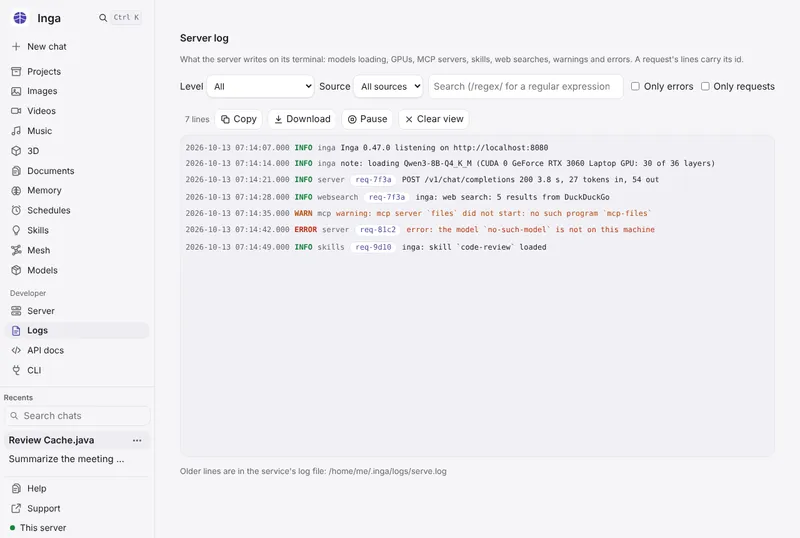 Inga
Ctrl K
New chat
Projects
Images
Videos
Music
3D
Documents
Memory
Schedules
Skills
Mesh
Models
Developer
Server
Logs
API docs
CLI
Recents
Search chats
Review Cache.java
Summarize the meeting ...
Help
Support
This server
Server log
What the server writes on its terminal: models loading, GPUs, MCP servers, skills, web searches, warnings and errors. A request's lines carry its id.
Level All Source All sources Search (/regex/ for a regular expression Only errors Only requests
7 lines Copy Download Pause Clear view
2026-10-13 07:14:07.000 INFO inga Inga 0.47.0 listening on http://localhost:8080
2026-10-13 07:14:14.000 INFO inga note: loading Qwen3-8B-Q4_K_M (CUDA 0 GeForce RTX 3060 Laptop GPU: 30 of 36 layers)
2026-10-13 07:14:21.000 INFO server req-7f3a POST /v1/chat/completions 200 3.8 s, 27 tokens in, 54 out
2026-10-13 07:14:28.000 INFO websearch req-7f3a inga: web search: 5 results from DuckDuckGo
2026-10-13 07:14:35.000 WARN mcp warning: mcp server `files` did not start: no such program `mcp-files`
2026-10-13 07:14:42.000 ERROR server req-81c2 error: the model `no-such-model` is not on this machine
2026-10-13 07:14:49.000 INFO skills req-9d10 inga: skill `code-review` loaded
Older lines are in the service's log file: /home/me/.inga/logs/serve.log